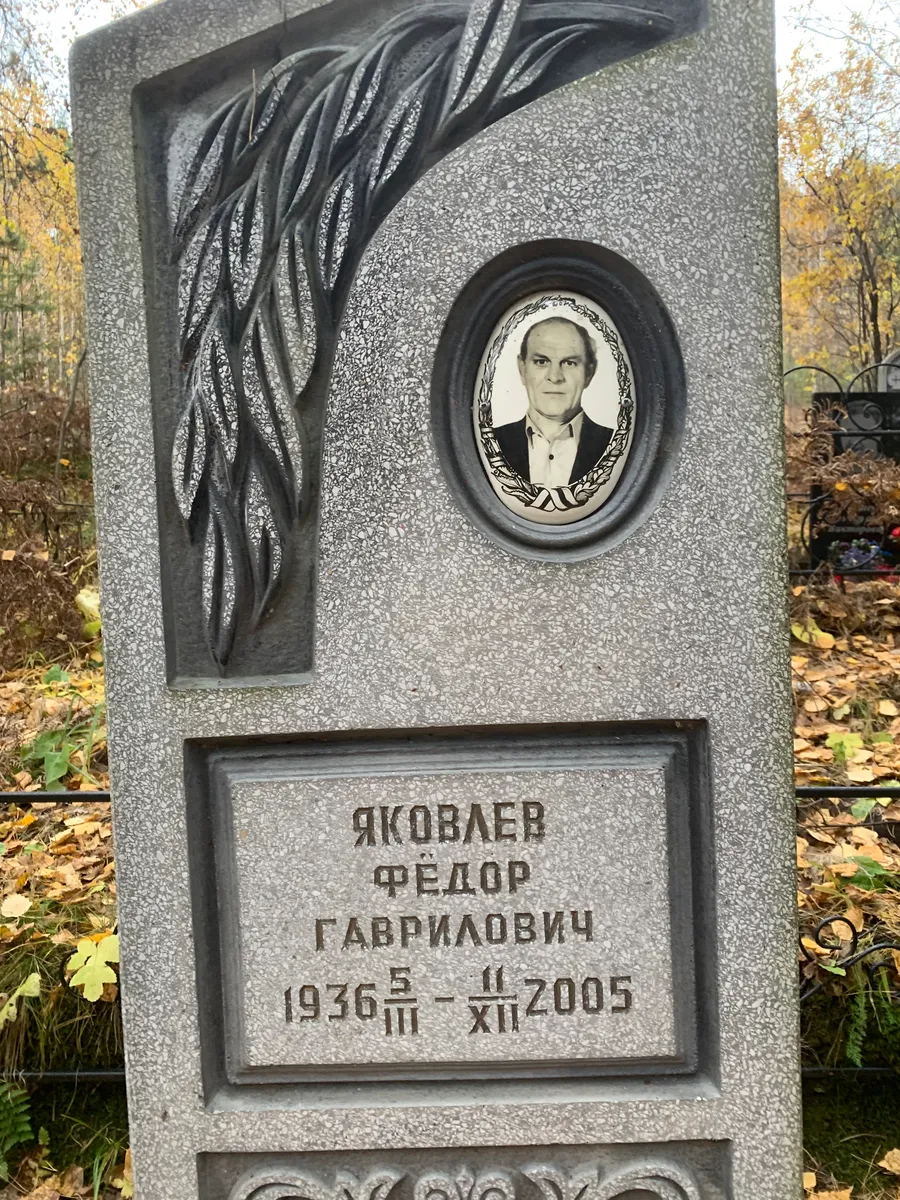 ЯКОВЛЕВ
ФЁДОР
ГАВРИЛОВИЧ
1936 5/III – 11/XII 2005